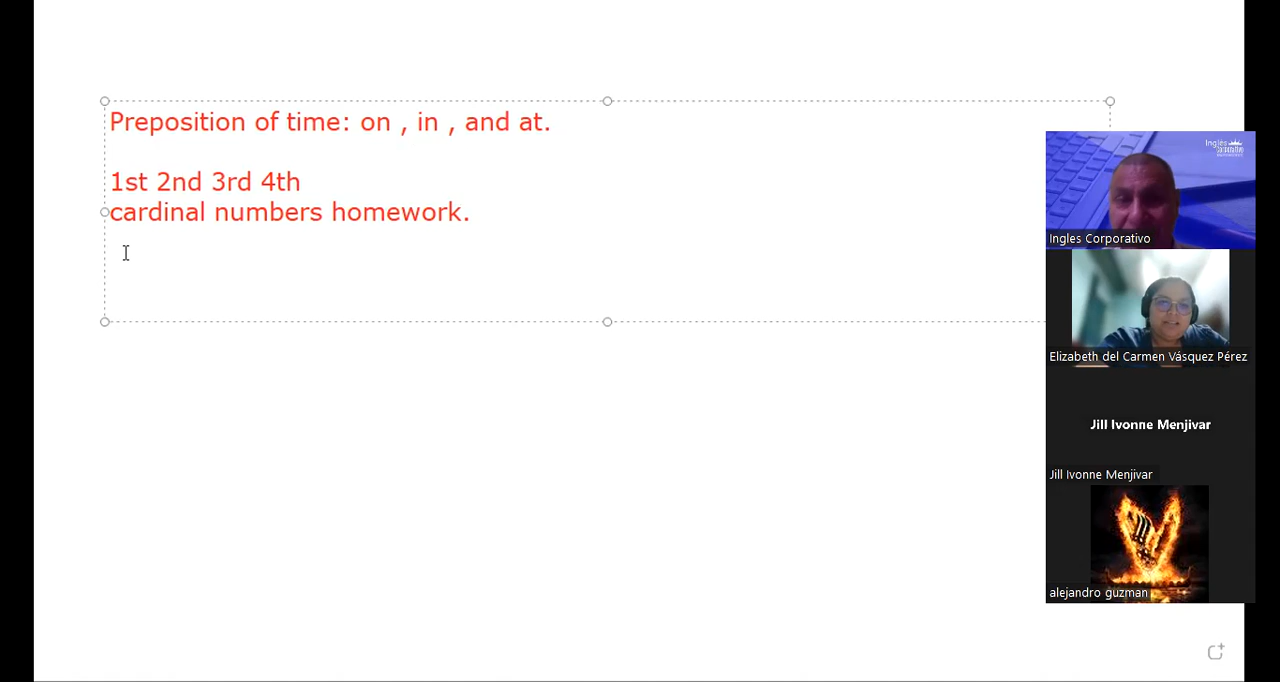 Preposition of time: on , in , and at.
1st 2nd 3rd 4th
cardinal numbers homework.
Ingles Corporativo
Elizabeth del Carmen Vásquez Pérez
Jill Ivonne Menjivar
Jill Ivonne Menjivar
alejandro guzman